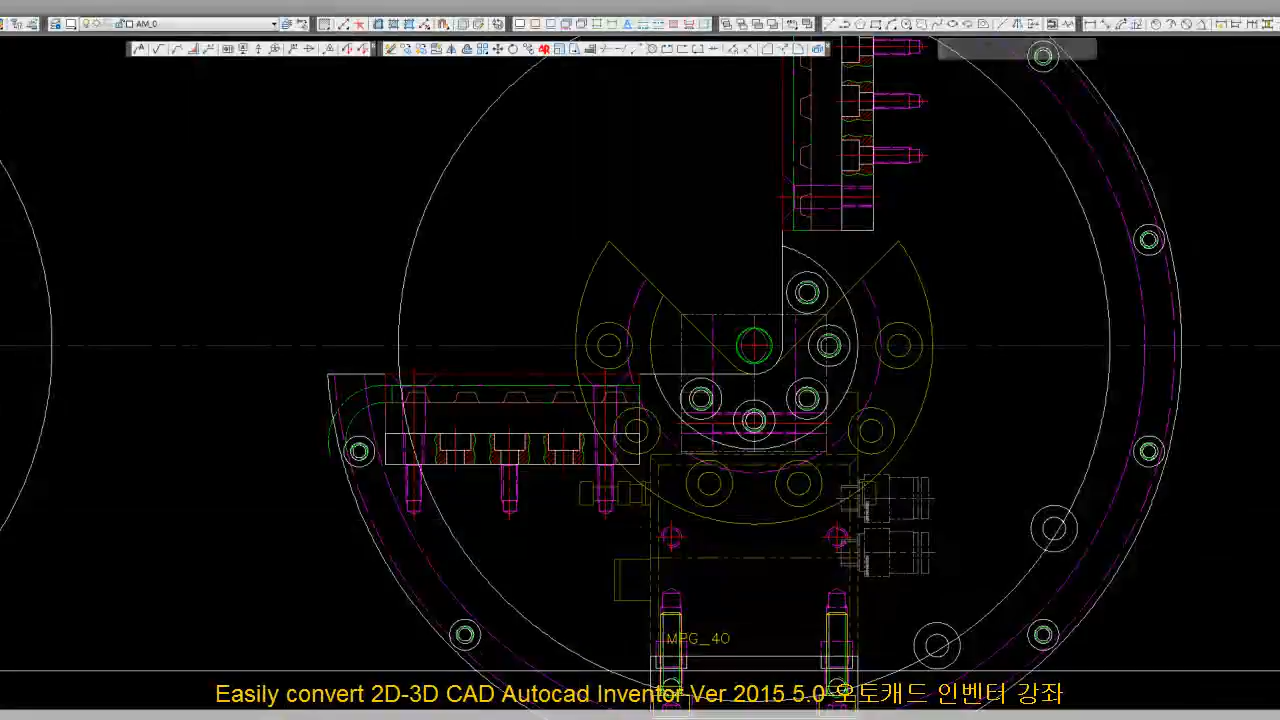 AM_0
MPG_40
Easily convert 2D-3D CAD Autocad Inventor Ver 2015 5.0 오토캐드 인벤터 강좌